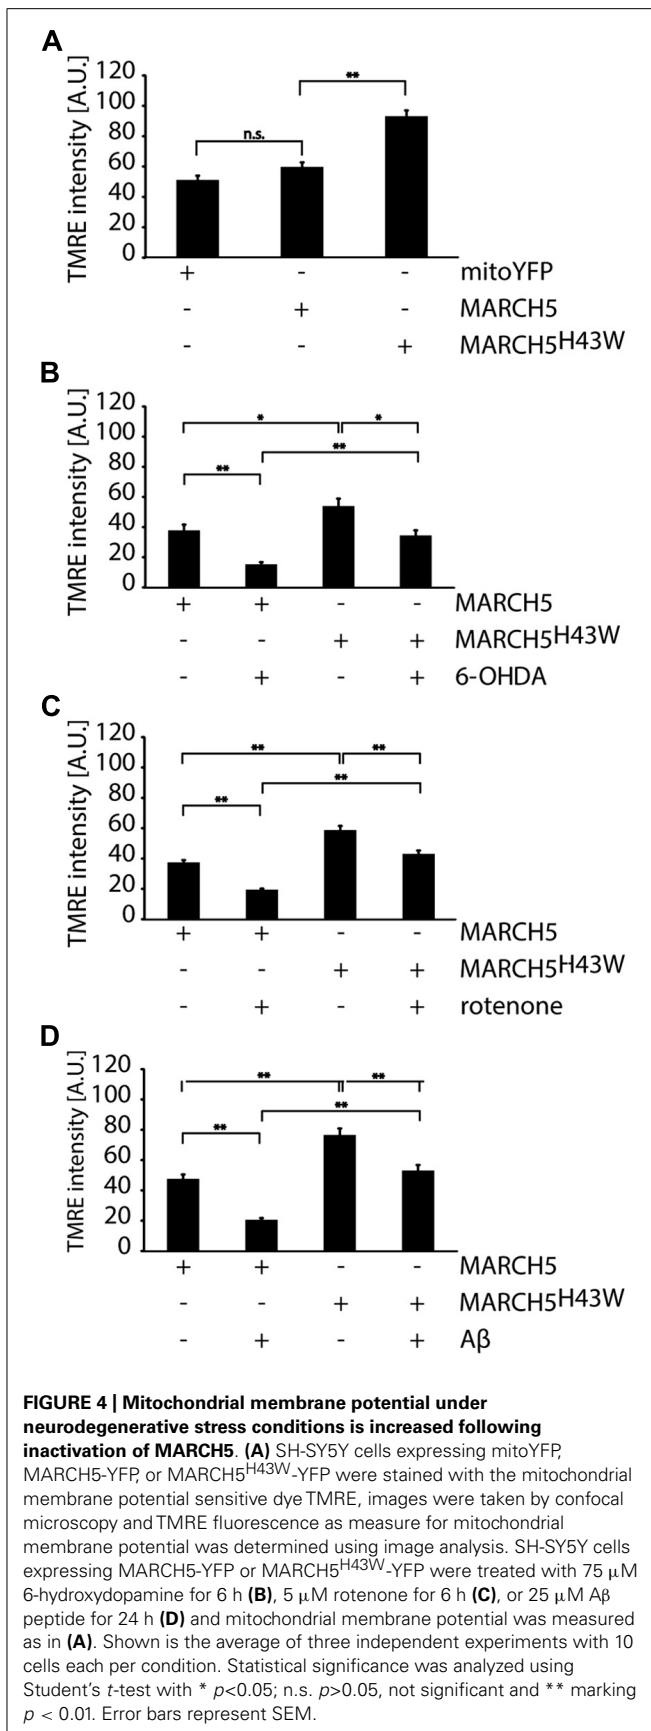 A
TMRE intensity [A.U.]
120
100
80
60
40
20
0
n.s.
**
+ - - mitoYFP
- + - MARCH5
- - + MARCH5H43W
B
TMRE intensity [A.U.]
120
100
80
60
40
20
0
* *
**
**
+ + - - MARCH5
- - + + MARCH5H43W
- + - + 6-OHDA
C
TMRE intensity [A.U.]
120
100
80
60
40
20
0
** **
**
**
+ + - - MARCH5
- - + + MARCH5H43W
- + - + rotenone
D
TMRE intensity [A.U.]
120
100
80
60
40
20
0
** **
**
**
+ + - - MARCH5
- - + + MARCH5H43W
- + - + Aβ
FIGURE 4 | Mitochondrial membrane potential under
neurodegenerative stress conditions is increased following
inactivation of MARCH5. (A) SH-SY5Y cells expressing mitoYFP,
MARCH5-YFP, or MARCH5H43W-YFP were stained with the mitochondrial
membrane potential sensitive dye TMRE, images were taken by confocal
microscopy and TMRE fluorescence as measure for mitochondrial
membrane potential was determined using image analysis. SH-SY5Y cells
expressing MARCH5-YFP or MARCH5H43W-YFP were treated with 75 μM
6-hydroxydopamine for 6 h (B), 5 μM rotenone for 6 h (C), or 25 μM Aβ
peptide for 24 h (D) and mitochondrial membrane potential was measured
as in (A). Shown is the average of three independent experiments with 10
cells each per condition. Statistical significance was analyzed using
Student's t-test with * p<0.05; n.s. p>0.05, not significant and ** marking
p < 0.01. Error bars represent SEM.